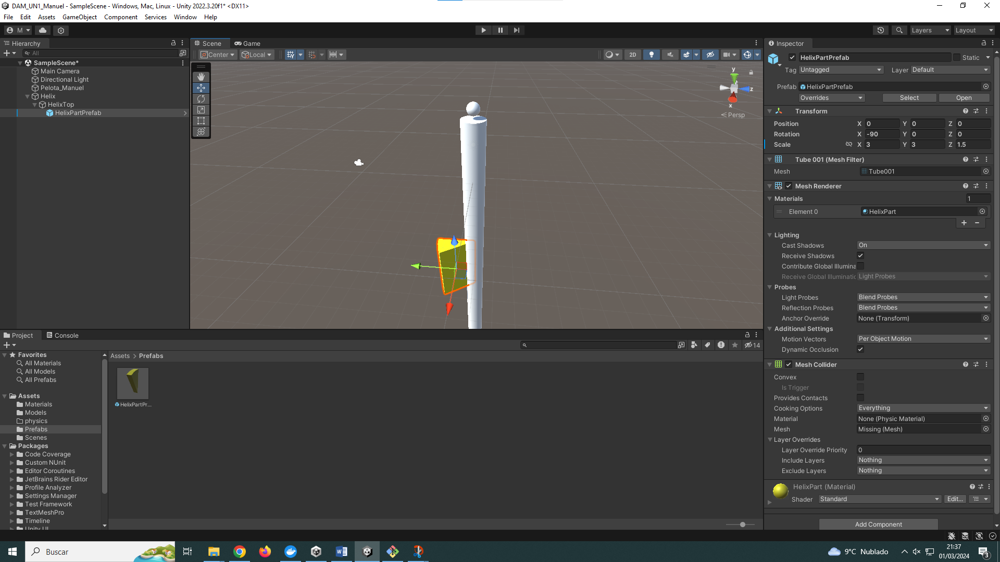 DAM_UN1_Manuel - SampleScene - Windows, Mac, Linux - Unity 2022.3.20f1* <DX11>
File Edit Assets GameObject Component Services Window Help
M
Layers Layout
Hierarchy
All
SampleScene*
Main Camera
Directional Light
Pelota_Manuel
Helix
HelixTop
HelixPartPrefab
Scene Game
Center Local 2D
y
z
x
Persp
Inspector
HelixPartPrefab Static
Tag Untagged Layer Default
Prefab HelixPartPrefab
Overrides Select Open
Transform
Position X 0 Y 0 Z 0
Rotation X -90 Y 0 Z 0
Scale X 3 Y 3 Z 1.5
Tube 001 (Mesh Filter)
Mesh Tube001
Mesh Renderer
Materials 1
Element 0 HelixPart
Lighting
Cast Shadows On
Receive Shadows
Contribute Global Illumina
Receive Global Illuminatic Light Probes
Probes
Light Probes Blend Probes
Reflection Probes Blend Probes
Anchor Override None (Transform)
Additional Settings
Motion Vectors Per Object Motion
Dynamic Occlusion
Mesh Collider
Convex
Is Trigger
Provides Contacts
Cooking Options Everything
Material None (Physic Material)
Mesh Missing (Mesh)
Layer Overrides
Layer Override Priority 0
Include Layers Nothing
Exclude Layers Nothing
HelixPart (Material)
Shader Standard Edit...
Add Component
Project Console
14
Favorites
All Materials
All Models
All Prefabs
Assets
Materials
Models
physics
Prefabs
Scenes
Packages
Code Coverage
Custom NUnit
Editor Coroutines
JetBrains Rider Editor
Profile Analyzer
Settings Manager
Test Framework
TextMeshPro
Timeline
Unity UI
Assets > Prefabs
HelixPartPr...
Buscar
9°C Nublado
21:37
01/03/2024
3